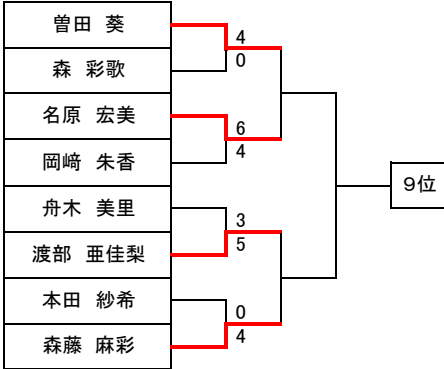 曽田 葵
4
0
森 彩歌
名原 宏美
6
4
岡﨑 朱香
舟木 美里
3
5
渡部 亜佳梨
本田 紗希
0
4
森藤 麻彩
9位